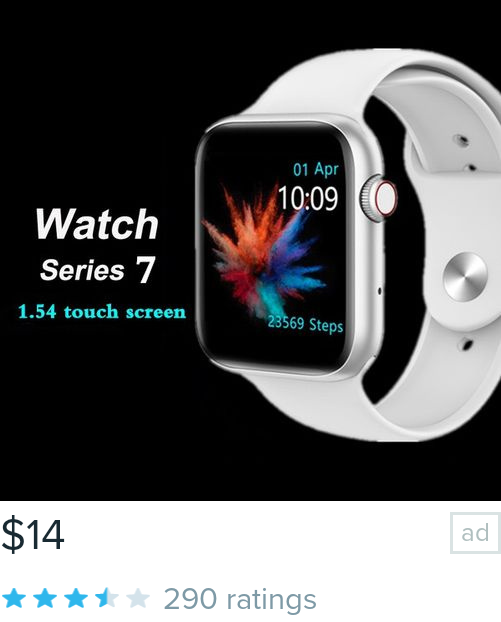 01 Apr
10:09
Watch
Series 7
1.54 touch screen
23569 Steps
$14
ad
290 ratings